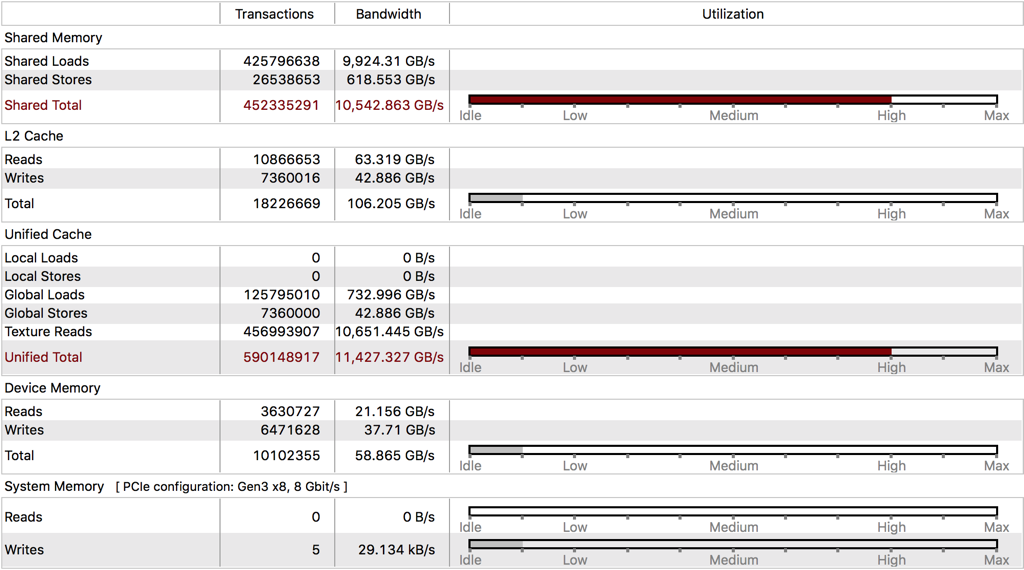 Transactions Bandwidth Utilization
Shared Memory
Shared Loads 425796638 9,924.31 GB/s
Shared Stores 26538653 618.553 GB/s
Shared Total 452335291 10,542.863 GB/s
Idle Low Medium High Max
L2 Cache
Reads 10866653 63.319 GB/s
Writes 7360016 42.886 GB/s
Total 18226669 106.205 GB/s
Idle Low Medium High Max
Unified Cache
Local Loads 0 0 B/s
Local Stores 0 0 B/s
Global Loads 125795010 732.996 GB/s
Global Stores 7360000 42.886 GB/s
Texture Reads 456993907 10,651.445 GB/s
Unified Total 590148917 11,427.327 GB/s
Idle Low Medium High Max
Device Memory
Reads 3630727 21.156 GB/s
Writes 6471628 37.71 GB/s
Total 10102355 58.865 GB/s
Idle Low Medium High Max
System Memory [ PCIe configuration: Gen3 x8, 8 Gbit/s ]
Reads 0 0 B/s
Idle Low Medium High Max
Writes 5 29.134 kB/s
Idle Low Medium High Max